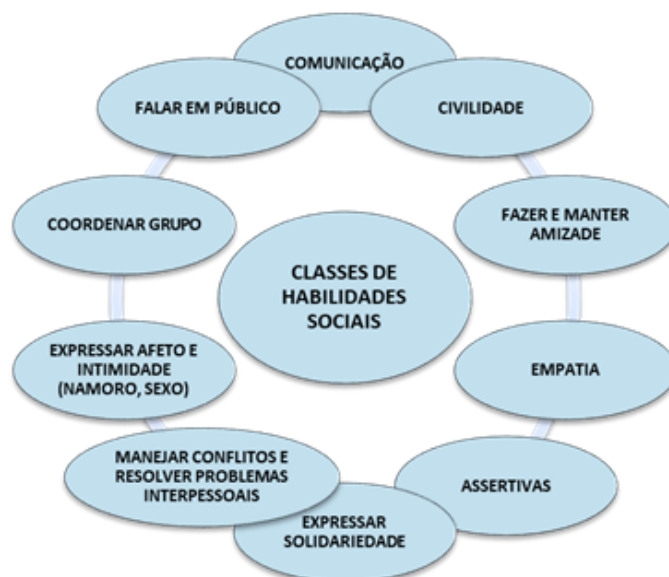 COMUNICAÇÃO
FALAR EM PÚBLICO
CIVILIDADE
COORDENAR GRUPO
FAZER E MANTER
AMIZADE
CLASSES DE
HABILIDADES
SOCIAIS
EXPRESSAR AFETO E
INTIMIDADE
(NAMORO, SEXO)
EMPATIA
MANEJAR CONFLITOS E
RESOLVER PROBLEMAS
INTERPESSOAIS
ASSERTIVAS
EXPRESSAR
SOLIDARIEDADE